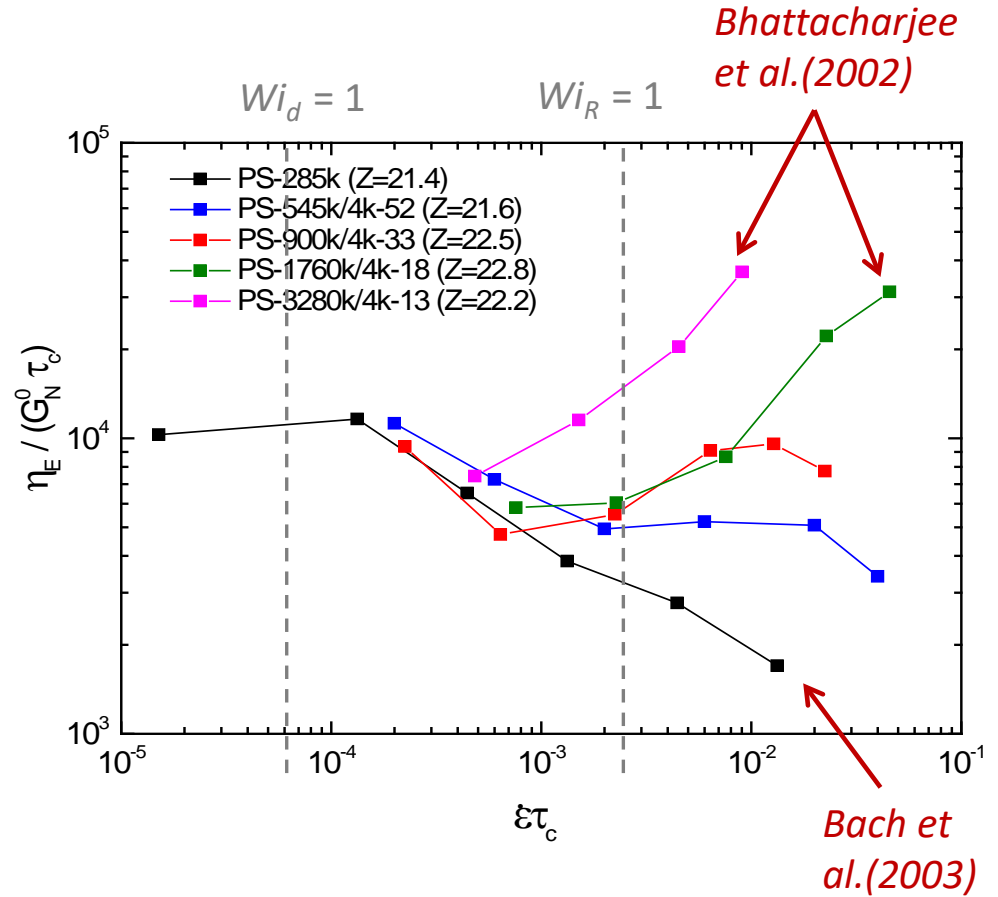 Bhattacharjee
et al.(2002)
Wi_d = 1
Wi_R = 1
10^5
PS-285k (Z=21.4)
PS-545k/4k-52 (Z=21.6)
PS-900k/4k-33 (Z=22.5)
PS-1760k/4k-18 (Z=22.8)
PS-3280k/4k-13 (Z=22.2)
η_E / (G_N^0 τ_c)
10^4
10^3
10^-5
10^-4
10^-3
10^-2
10^-1
ε̇τ_c
Bach et
al.(2003)